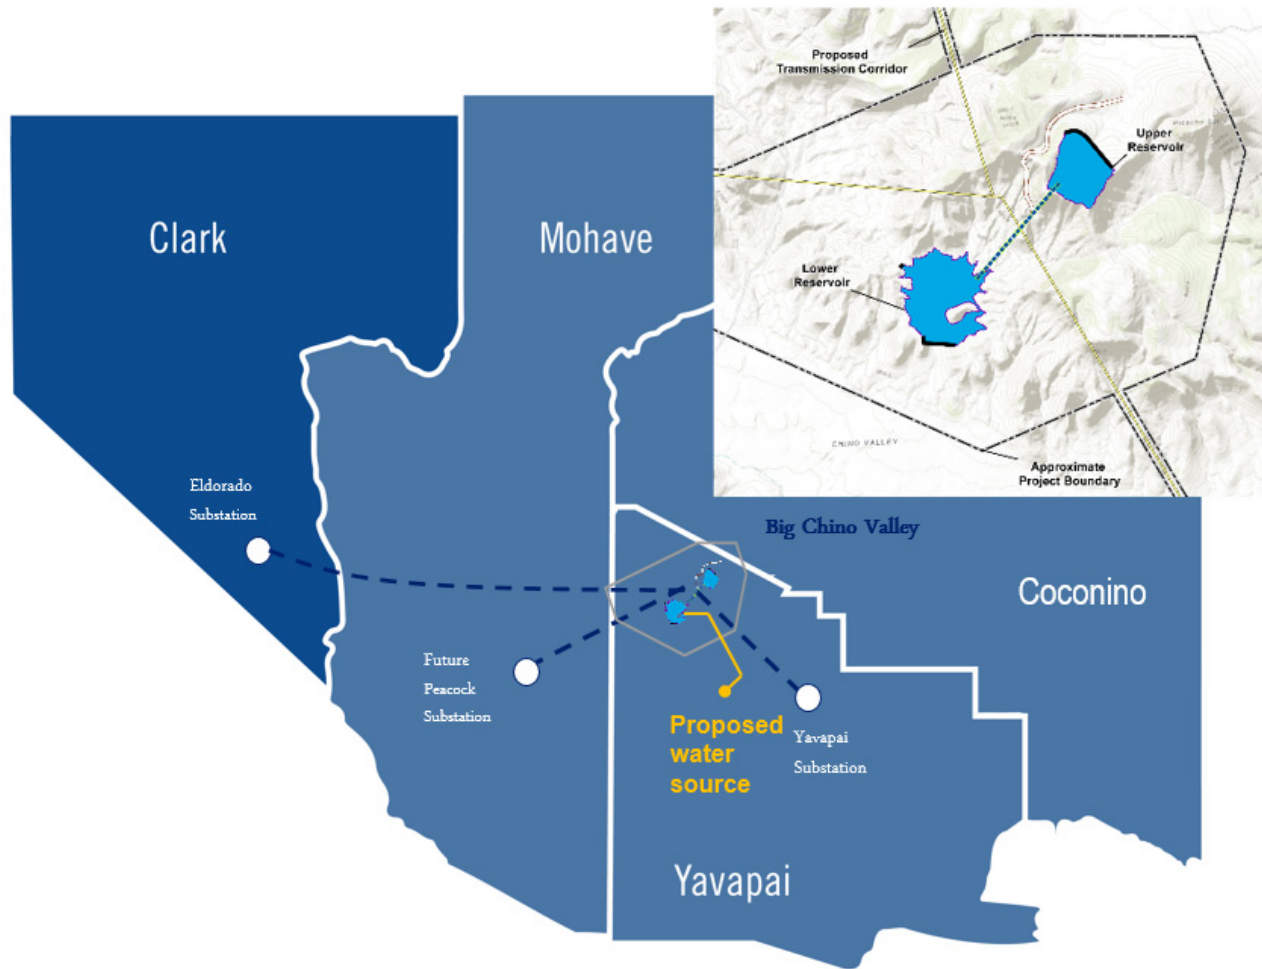 Proposed
Transmission Corridor
Upper
Reservoir
Lower
Reservoir
CHINO VALLEY
Approximate
Project Boundary
Clark
Mohave
Eldorado
Substation
Big Chino Valley
Coconino
Future
Peacock
Substation
Proposed
water
source
Yavapai
Substation
Yavapai